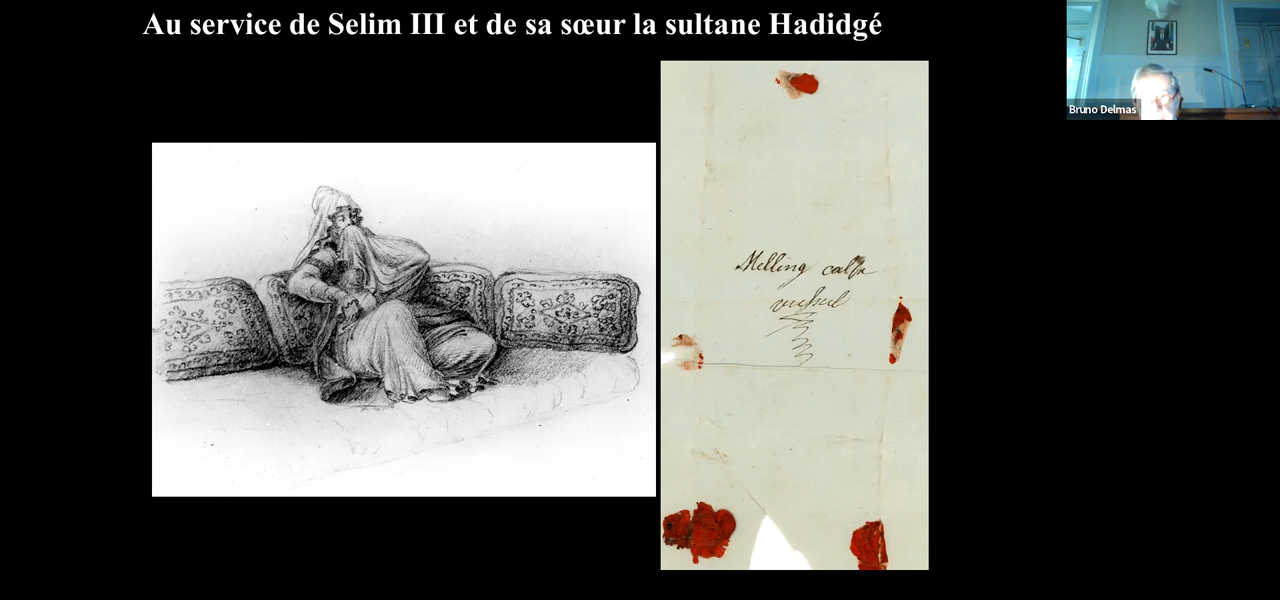 Au service de Selim III et de sa sœur la sultane Hadidgé
Bruno Delmas
Melling calfa